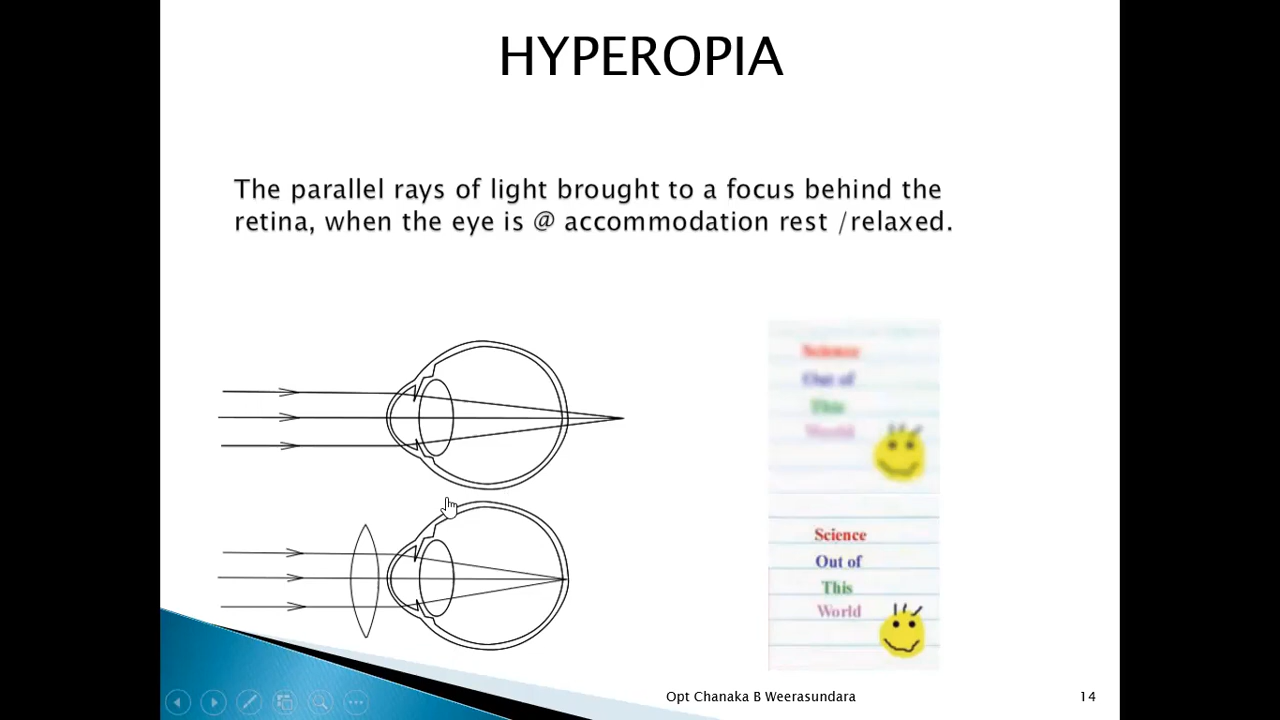 HYPEROPIA
The parallel rays of light brought to a focus behind the
retina, when the eye is @ accommodation rest /relaxed.
Science
Out of
This
World
Science
Out of
This
World
Opt Chanaka B Weerasundara
14